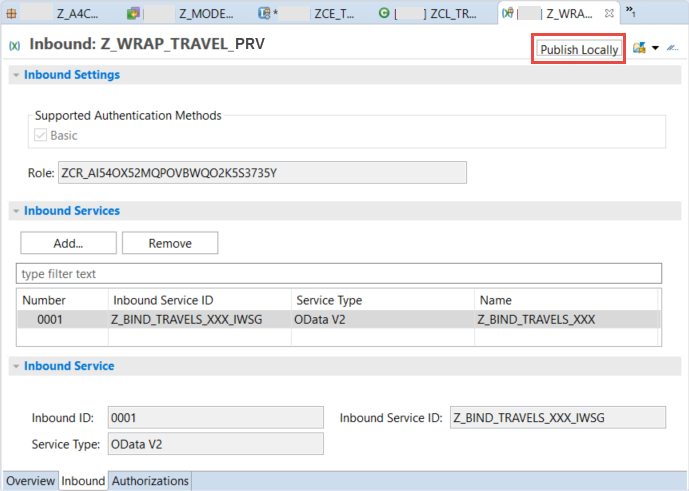 Z_A4C... Z_MODE... ZCE_T... [ ] ZCL_TR... Z_WRA... »1
Inbound: Z_WRAP_TRAVEL_PRV
Publish Locally
Inbound Settings
Supported Authentication Methods
Basic
Role: ZCR_AI54OX52MQPOVBWQO2K5S3735Y
Inbound Services
Add... Remove
type filter text
Number Inbound Service ID Service Type Name
0001 Z_BIND_TRAVELS_XXX_IWSG OData V2 Z_BIND_TRAVELS_XXX
Inbound Service
Inbound ID: 0001 Inbound Service ID: Z_BIND_TRAVELS_XXX_IWSG
Service Type: OData V2
Overview Inbound Authorizations